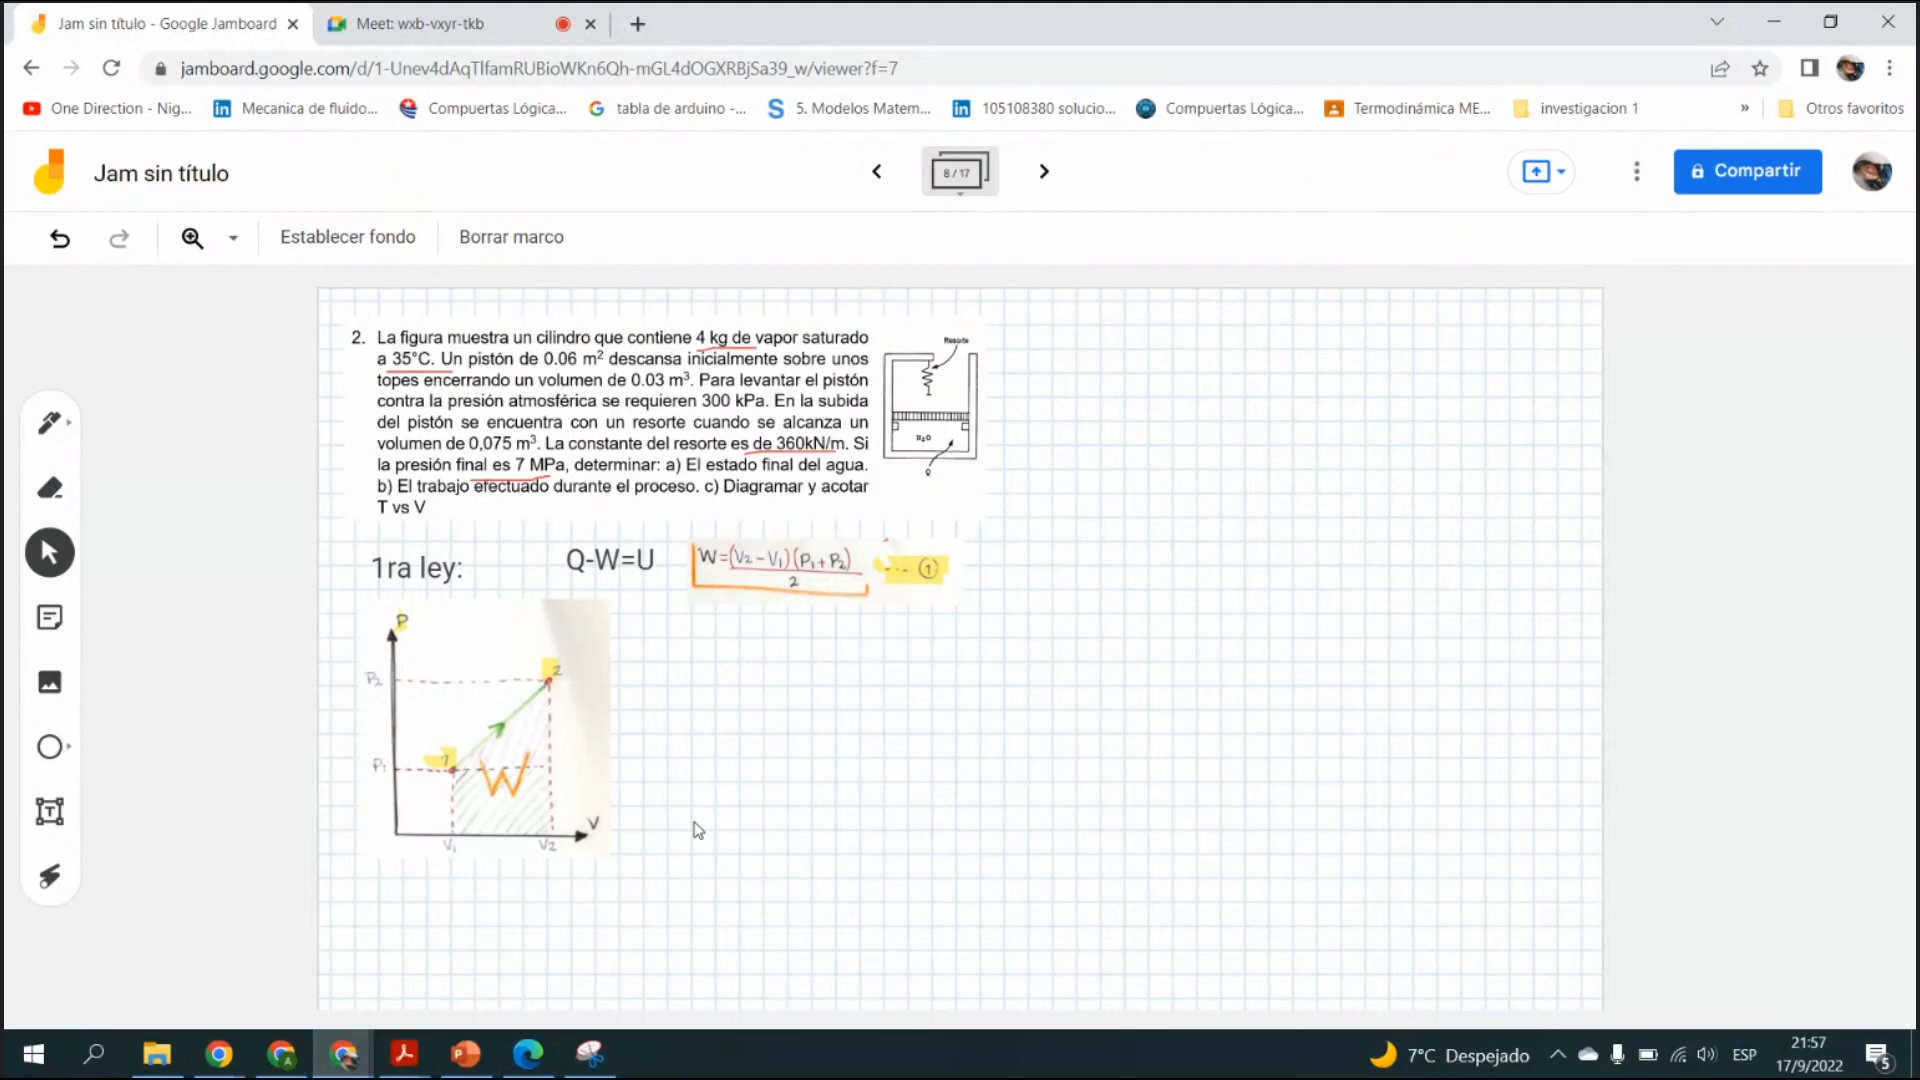 Jam sin título - Google Jamboard
Meet: wxb-vxyr-tkb
jamboard.google.com/d/1-Unev4dAqTlfamRUBioWKn6Qh-mGL4dOGXRBjSa39_w/viewer?f=7
One Direction - Nig...
Mecanica de fluido...
Compuertas Lógica...
tabla de arduino -...
5. Modelos Matem...
105108380 solucio...
Compuertas Lógica...
Termodinámica ME...
investigacion 1
»
Otros favoritos
Jam sin título
8 / 17
Compartir
Establecer fondo
Borrar marco
2. La figura muestra un cilindro que contiene 4 kg de vapor saturado
a 35°C. Un pistón de 0.06 m² descansa inicialmente sobre unos
topes encerrando un volumen de 0.03 m³. Para levantar el pistón
contra la presión atmosférica se requieren 300 kPa. En la subida
del pistón se encuentra con un resorte cuando se alcanza un
volumen de 0,075 m³. La constante del resorte es de 360kN/m. Si
la presión final es 7 MPa, determinar: a) El estado final del agua.
b) El trabajo efectuado durante el proceso. c) Diagramar y acotar
T vs V
Resorte
H₂O
Q
1ra ley:
Q-W=U
W=(V₂-V₁)(P₁+P₂)
2
... ①
P
P₂
2
1
P₁
W
V
V₁
V₂
7°C Despejado
ESP
21:57
17/9/2022
5